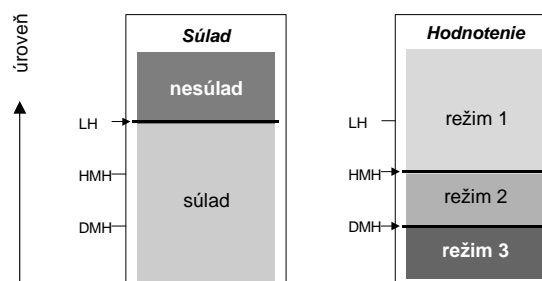 úroveň
Súlad
nesúlad
LH
HMH
súlad
DMH
Hodnotenie
LH
režim 1
HMH
režim 2
DMH
režim 3